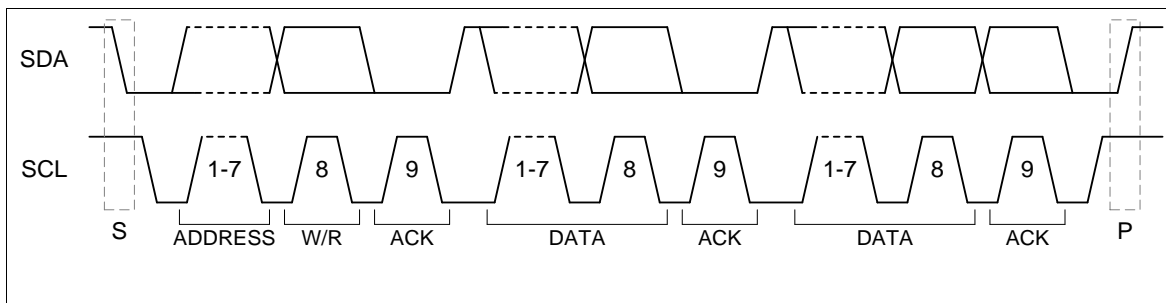 SDA
SCL
1-7 8 9 1-7 8 9 1-7 8 9
S ADDRESS W/R ACK DATA ACK DATA ACK P